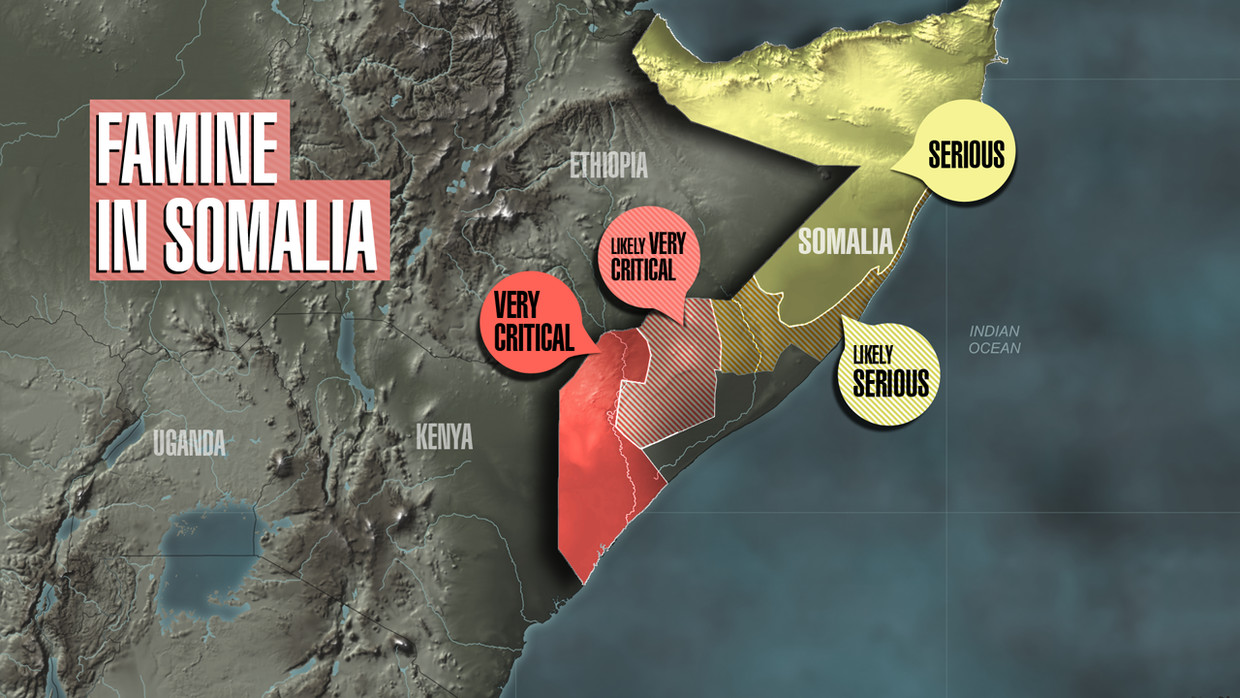 FAMINE
IN SOMALIA
ETHIOPIA
SERIOUS
SOMALIA
LIKELY VERY
CRITICAL
VERY
CRITICAL
INDIAN
OCEAN
LIKELY
SERIOUS
UGANDA
KENYA